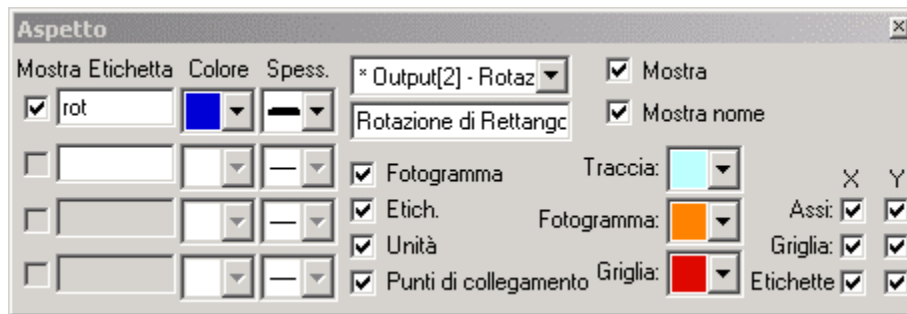 Aspetto
Mostra Etichetta Colore Spess.
* Output[2] - Rotaz
Mostra
rot
Rotazione di Rettango
Mostra nome
Fotogramma
Traccia:
X Y
Etich.
Fotogramma:
Assi:
Unità
Griglia:
Punti di collegamento
Griglia:
Etichette